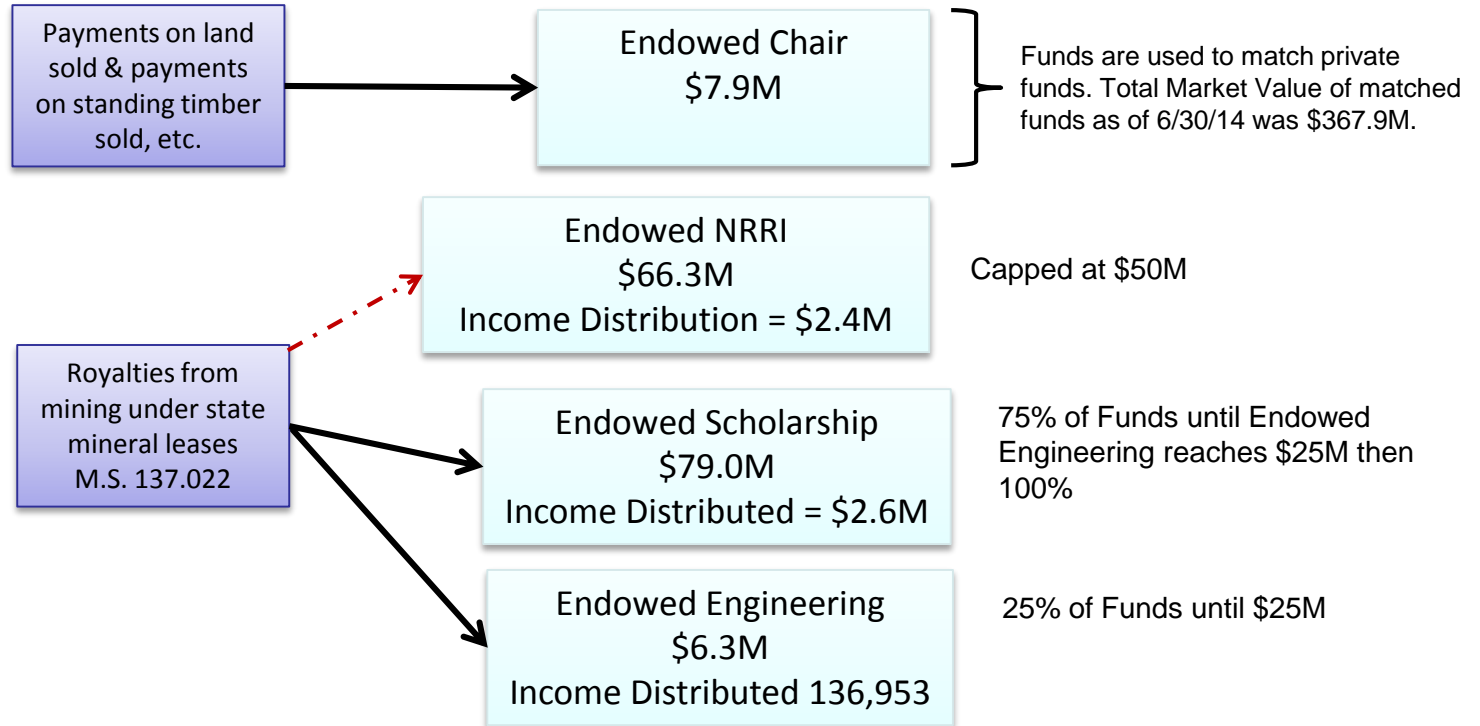 Payments on land
sold & payments
on standing timber
sold, etc.
Endowed Chair
$7.9M
Funds are used to match private
funds. Total Market Value of matched
funds as of 6/30/14 was $367.9M.
Endowed NRRI
$66.3M
Income Distribution = $2.4M
Capped at $50M
Royalties from
mining under state
mineral leases
M.S. 137.022
Endowed Scholarship
$79.0M
Income Distributed = $2.6M
75% of Funds until Endowed
Engineering reaches $25M then
100%
Endowed Engineering
$6.3M
Income Distributed 136,953
25% of Funds until $25M